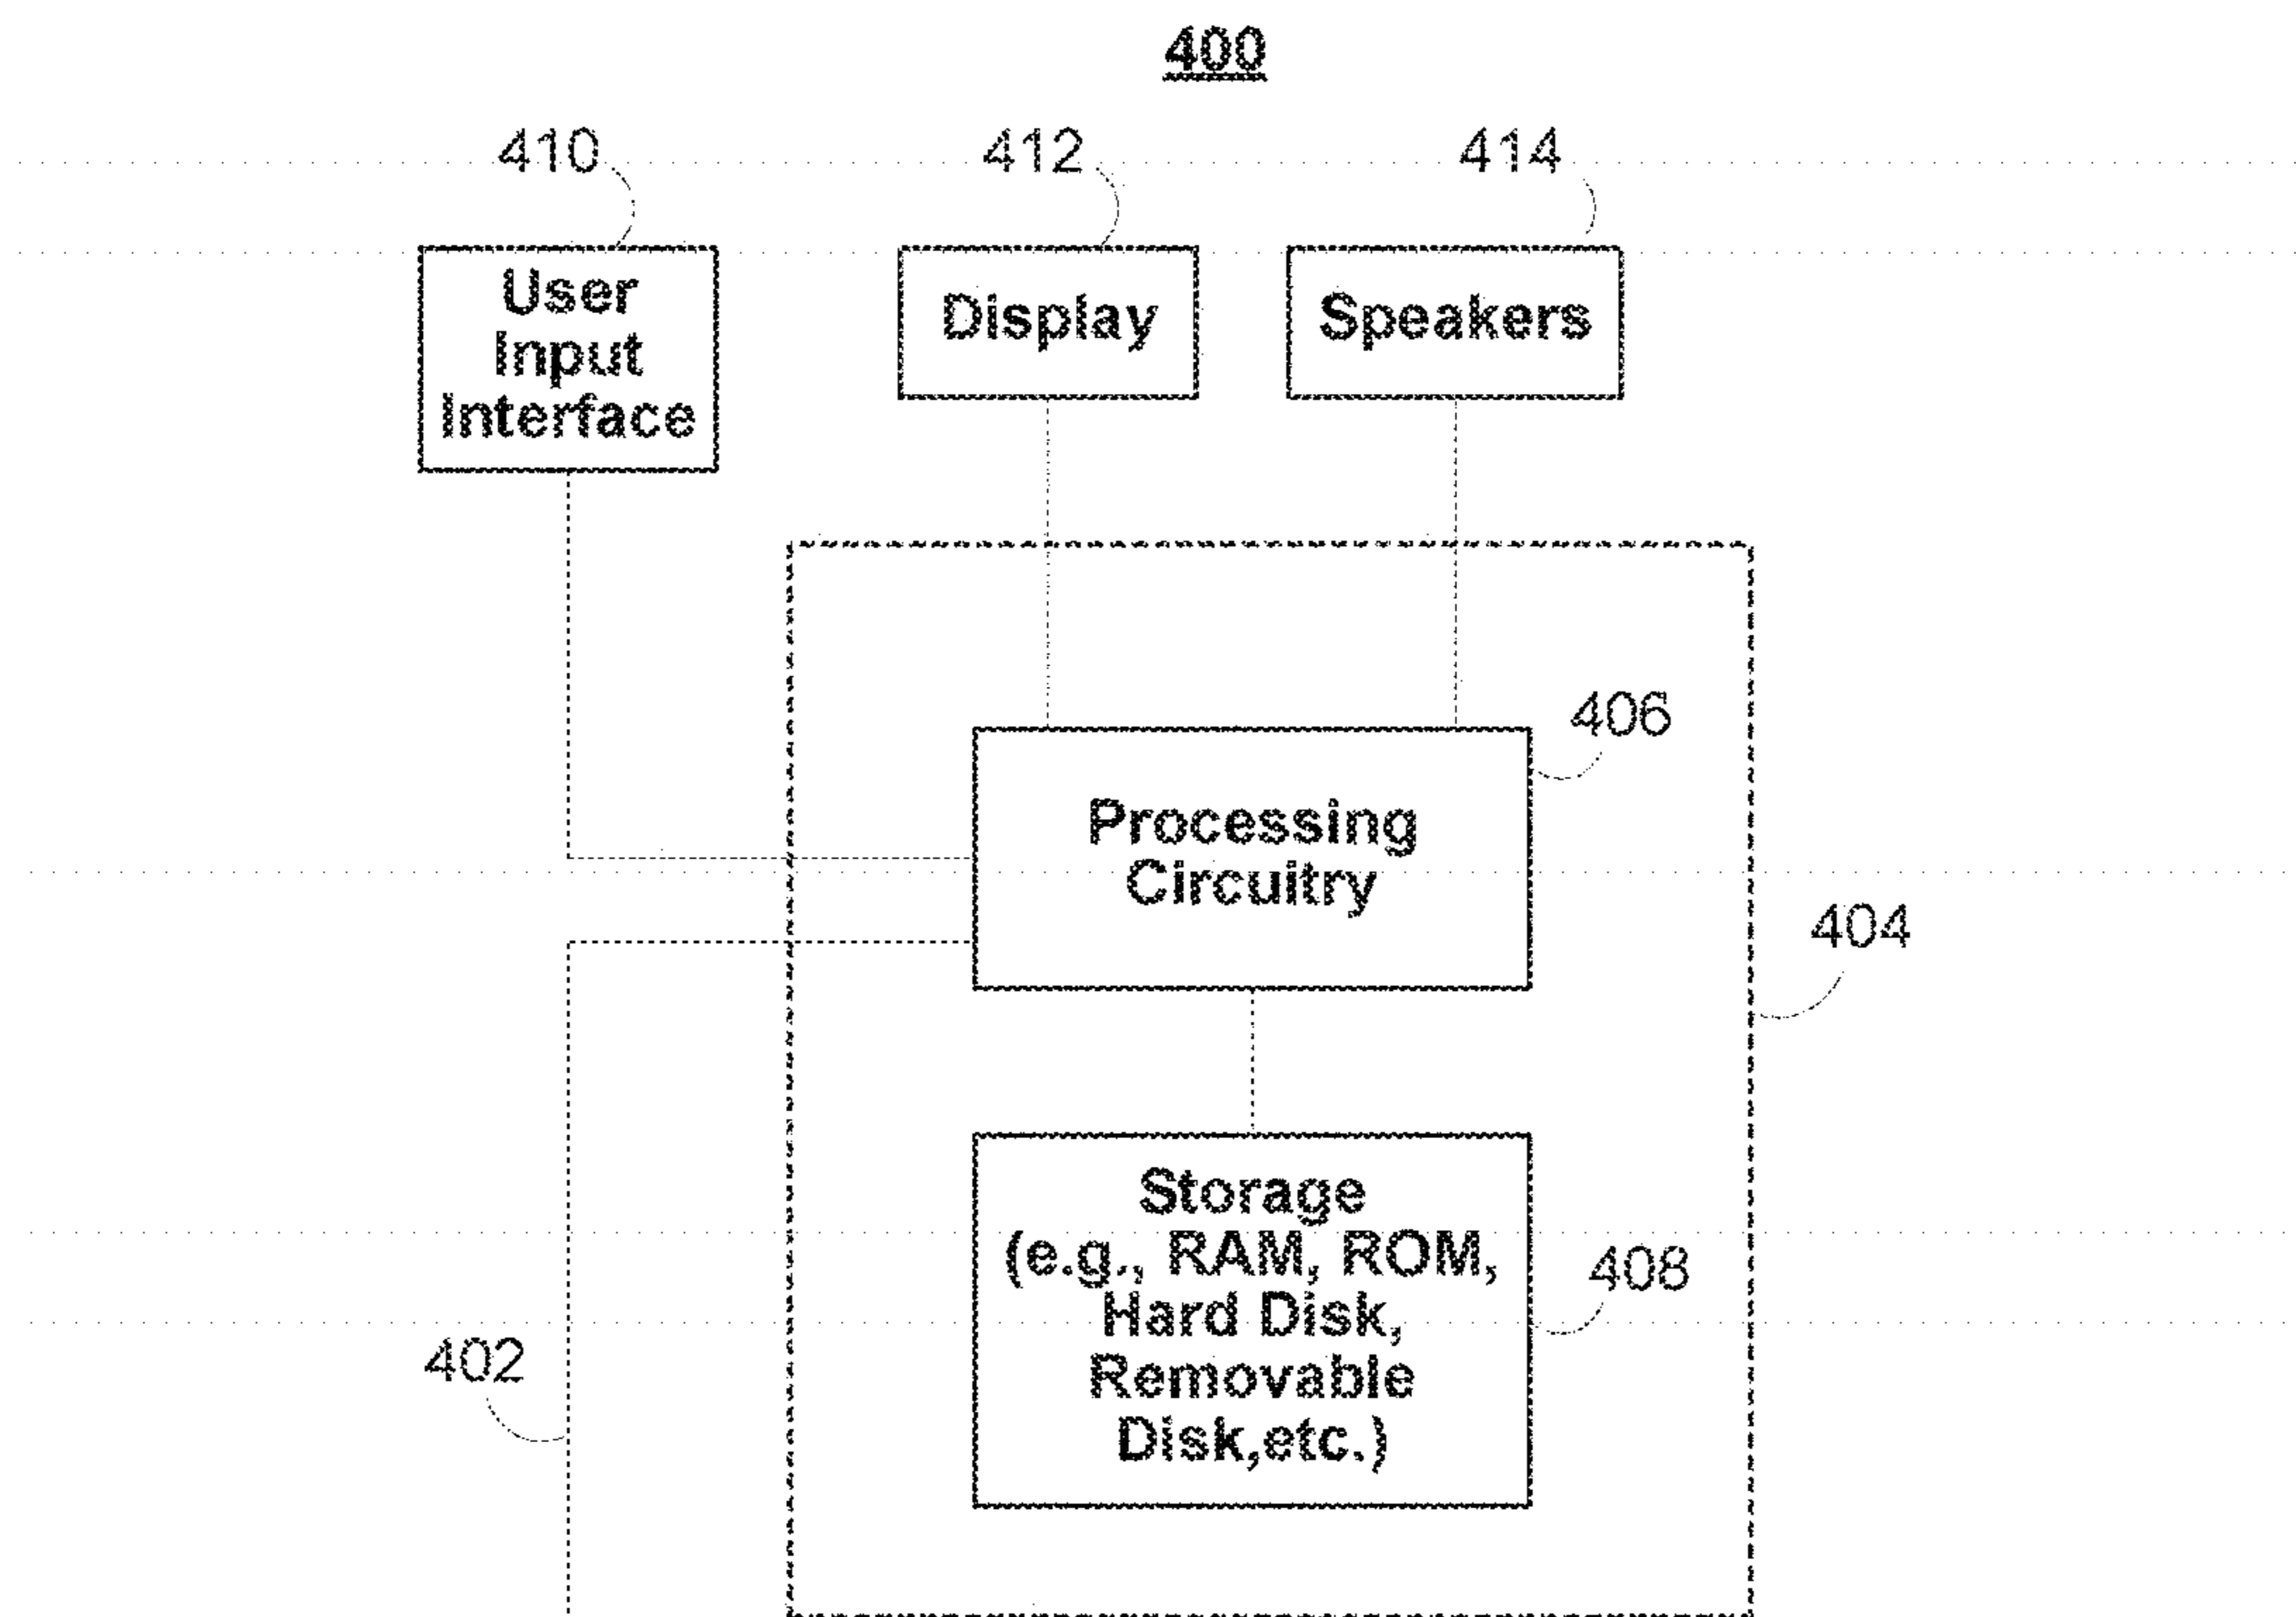 400
410
412
414
User
Input
Interface
Display
Speakers
406
Processing
Circuitry
404
Storage
(e.g., RAM, ROM,
Hard Disk,
Removable
Disk,etc.)
408
402